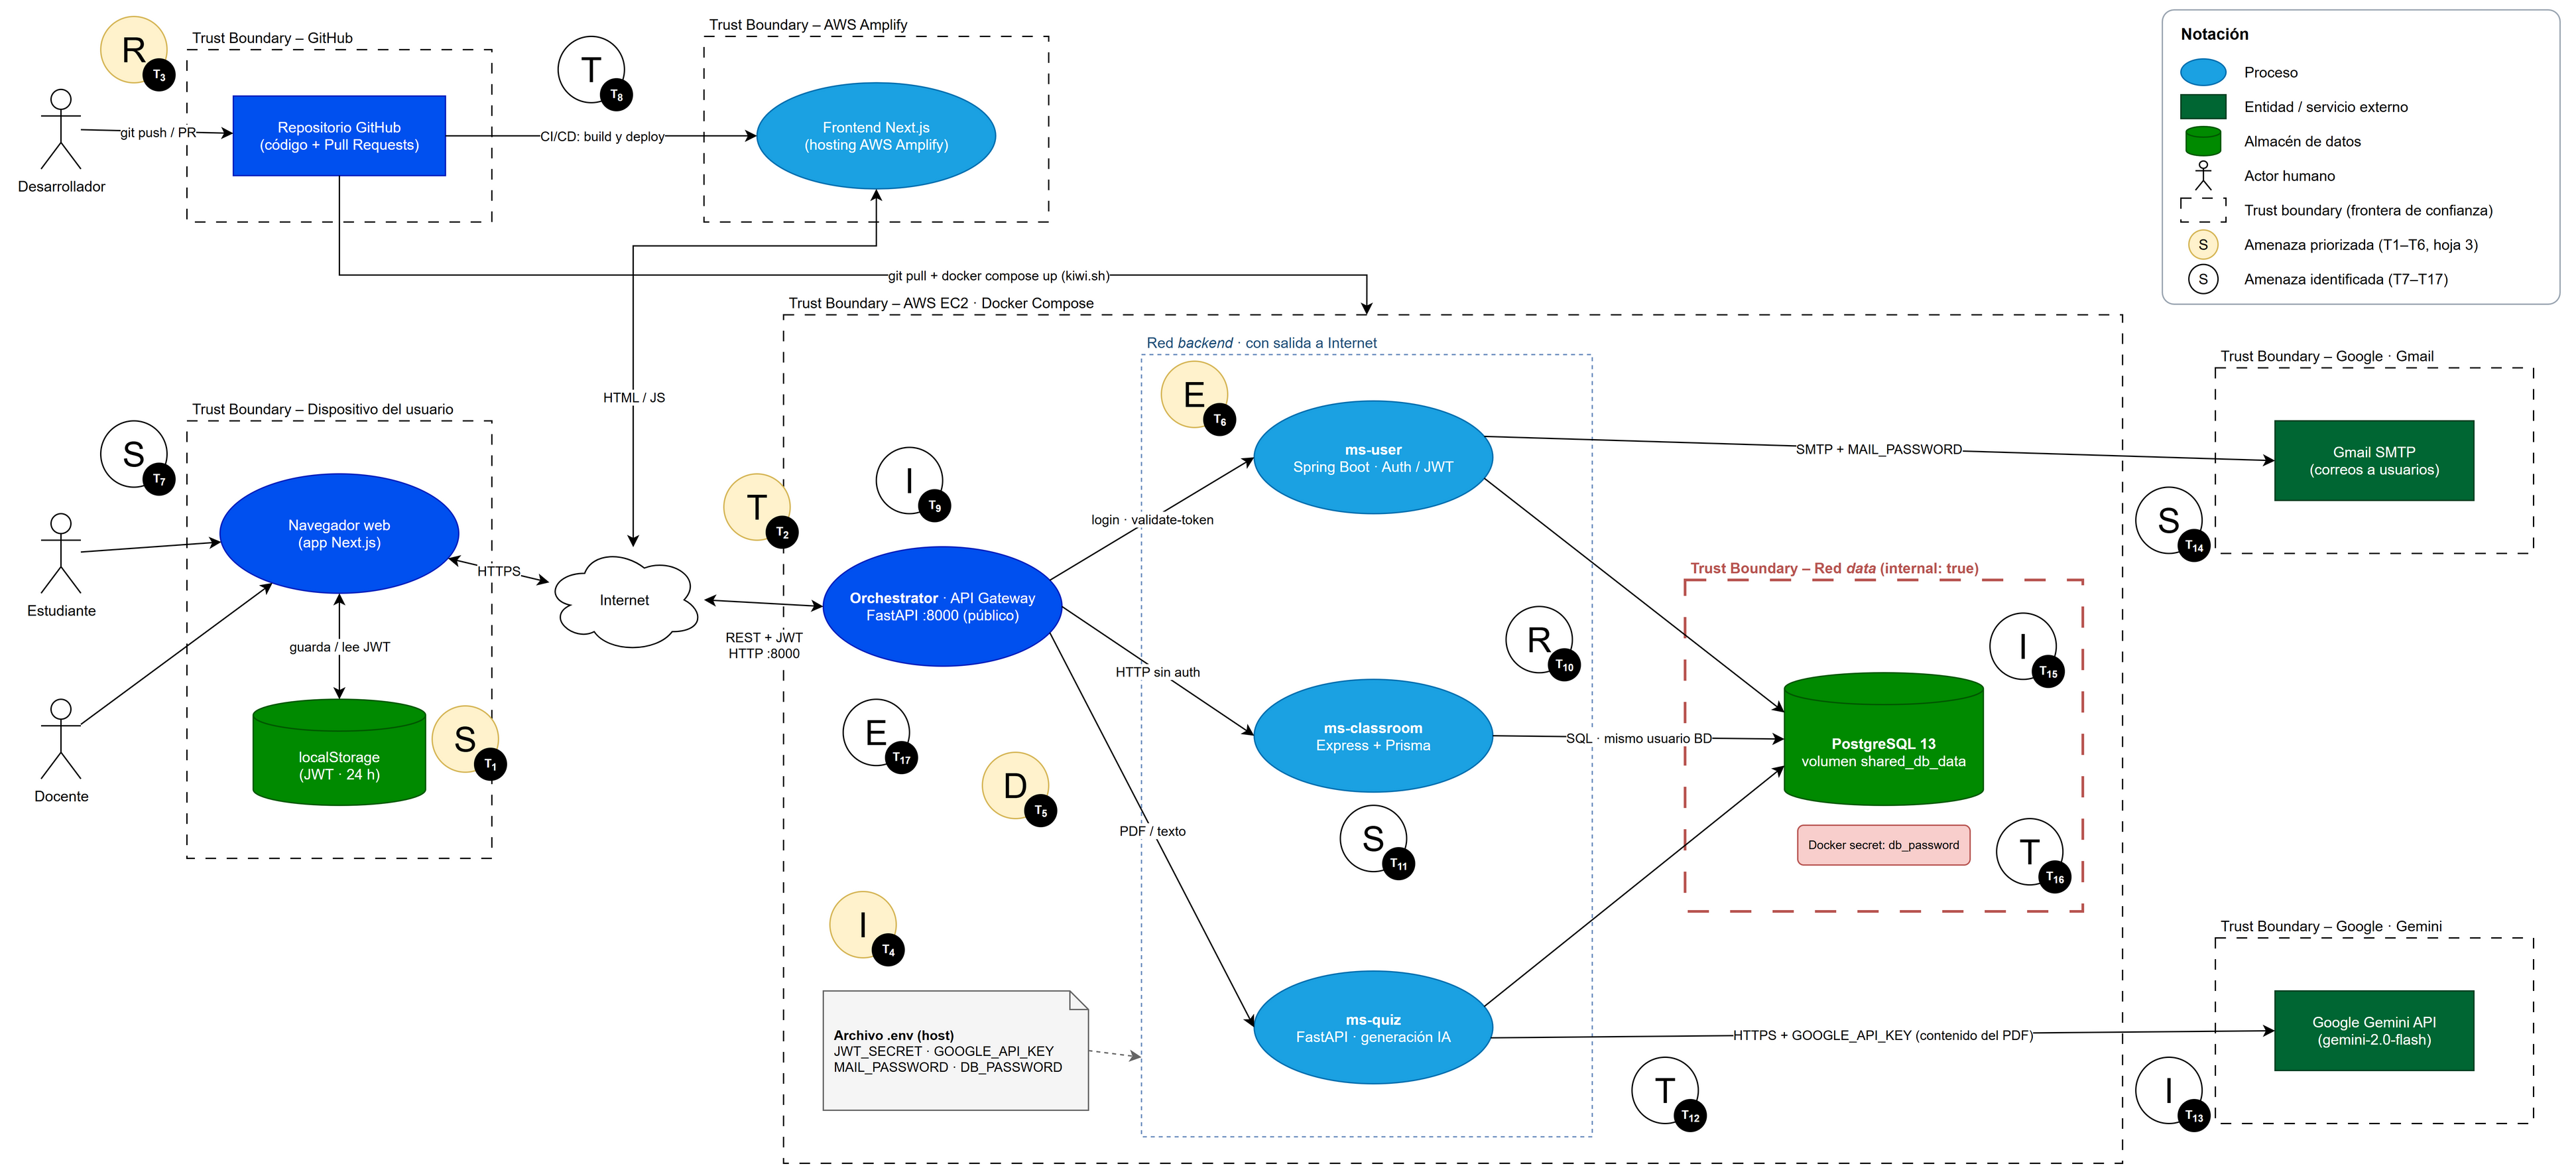 Trust Boundary – GitHub
R
T3
Desarrollador
git push / PR
Repositorio GitHub
(código + Pull Requests)
T
T8
CI/CD: build y deploy
Trust Boundary – AWS Amplify
Frontend Next.js
(hosting AWS Amplify)
Notación
Proceso
Entidad / servicio externo
Almacén de datos
Actor humano
Trust boundary (frontera de confianza)
S
Amenaza priorizada (T1–T6, hoja 3)
S
Amenaza identificada (T7–T17)
git pull + docker compose up (kiwi.sh)
HTML / JS
Trust Boundary – Dispositivo del usuario
S
T7
Estudiante
Docente
Navegador web
(app Next.js)
guarda / lee JWT
localStorage
(JWT · 24 h)
S
T1
HTTPS
Internet
REST + JWT
HTTP :8000
T
T2
Trust Boundary – AWS EC2 · Docker Compose
I
T9
Orchestrator · API Gateway
FastAPI :8000 (público)
E
T17
D
T5
I
T4
Archivo .env (host)
JWT_SECRET · GOOGLE_API_KEY
MAIL_PASSWORD · DB_PASSWORD
Red backend · con salida a Internet
E
T6
login · validate-token
HTTP sin auth
PDF / texto
ms-user
Spring Boot · Auth / JWT
ms-classroom
Express + Prisma
S
T11
ms-quiz
FastAPI · generación IA
R
T10
SQL · mismo usuario BD
Trust Boundary – Red data (internal: true)
I
T15
PostgreSQL 13
volumen shared_db_data
Docker secret: db_password
T
T16
SMTP + MAIL_PASSWORD
HTTPS + GOOGLE_API_KEY (contenido del PDF)
T
T12
Trust Boundary – Google · Gmail
Gmail SMTP
(correos a usuarios)
S
T14
Trust Boundary – Google · Gemini
Google Gemini API
(gemini-2.0-flash)
I
T13